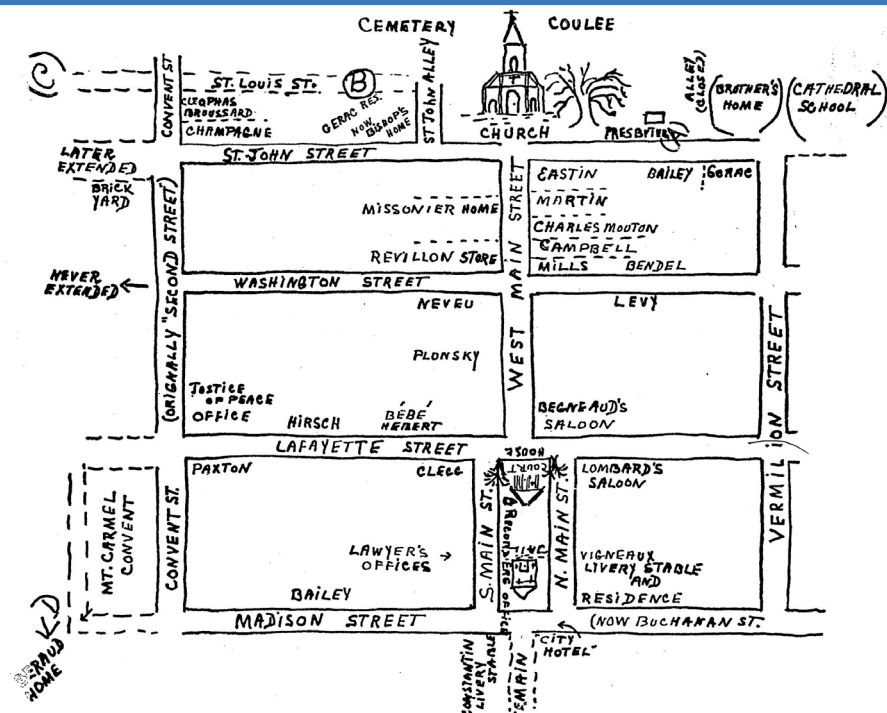 CEMETERY COULEE
(C)
CONVENT ST.
ST. LOUIS ST.
B
ST JOHN ALLEY
ALLEY (CLOSED)
BROTHER'S HOME
CATHEDRAL SCHOOL
CLEOPHAS BROUSSARD
CHAMPAGNE
GERAC RES. NOW BISHOP'S HOME
CHURCH
PRESBYTERY
LATER EXTENDED
ST. JOHN STREET
BRICK YARD
EASTIN
BAILEY
GERAC
MISSONIER HOME
MARTIN
CHARLES MOUTON
REVILLON STORE
CAMPBELL
MILLS
BENDEL
NEVER EXTENDED
WASHINGTON STREET
(ORIGINALLY "SECOND STREET)
WEST MAIN STREET
NEVEU
LEVY
PLONSKY
VERMILION STREET
JOSTICE OF PEACE OFFICE
HIRSCH
BÉBÉ HEBERT
BEGNEAUD'S SALOON
LAFAYETTE STREET
COURT HOUSE
PAXTON
CLEGG
LOMBARD'S SALOON
MT. CARMEL CONVENT
CONVENT ST.
S. MAIN ST.
N. MAIN ST.
JAIL
LAWYER'S OFFICES
VIGNEAUX LIVERY STABLE AND RESIDENCE
BAILEY
MADISON STREET
(NOW BUCHANAN ST.
D
HOME
CONSTANTIN LIVERY STABLE
"CITY HOTEL"